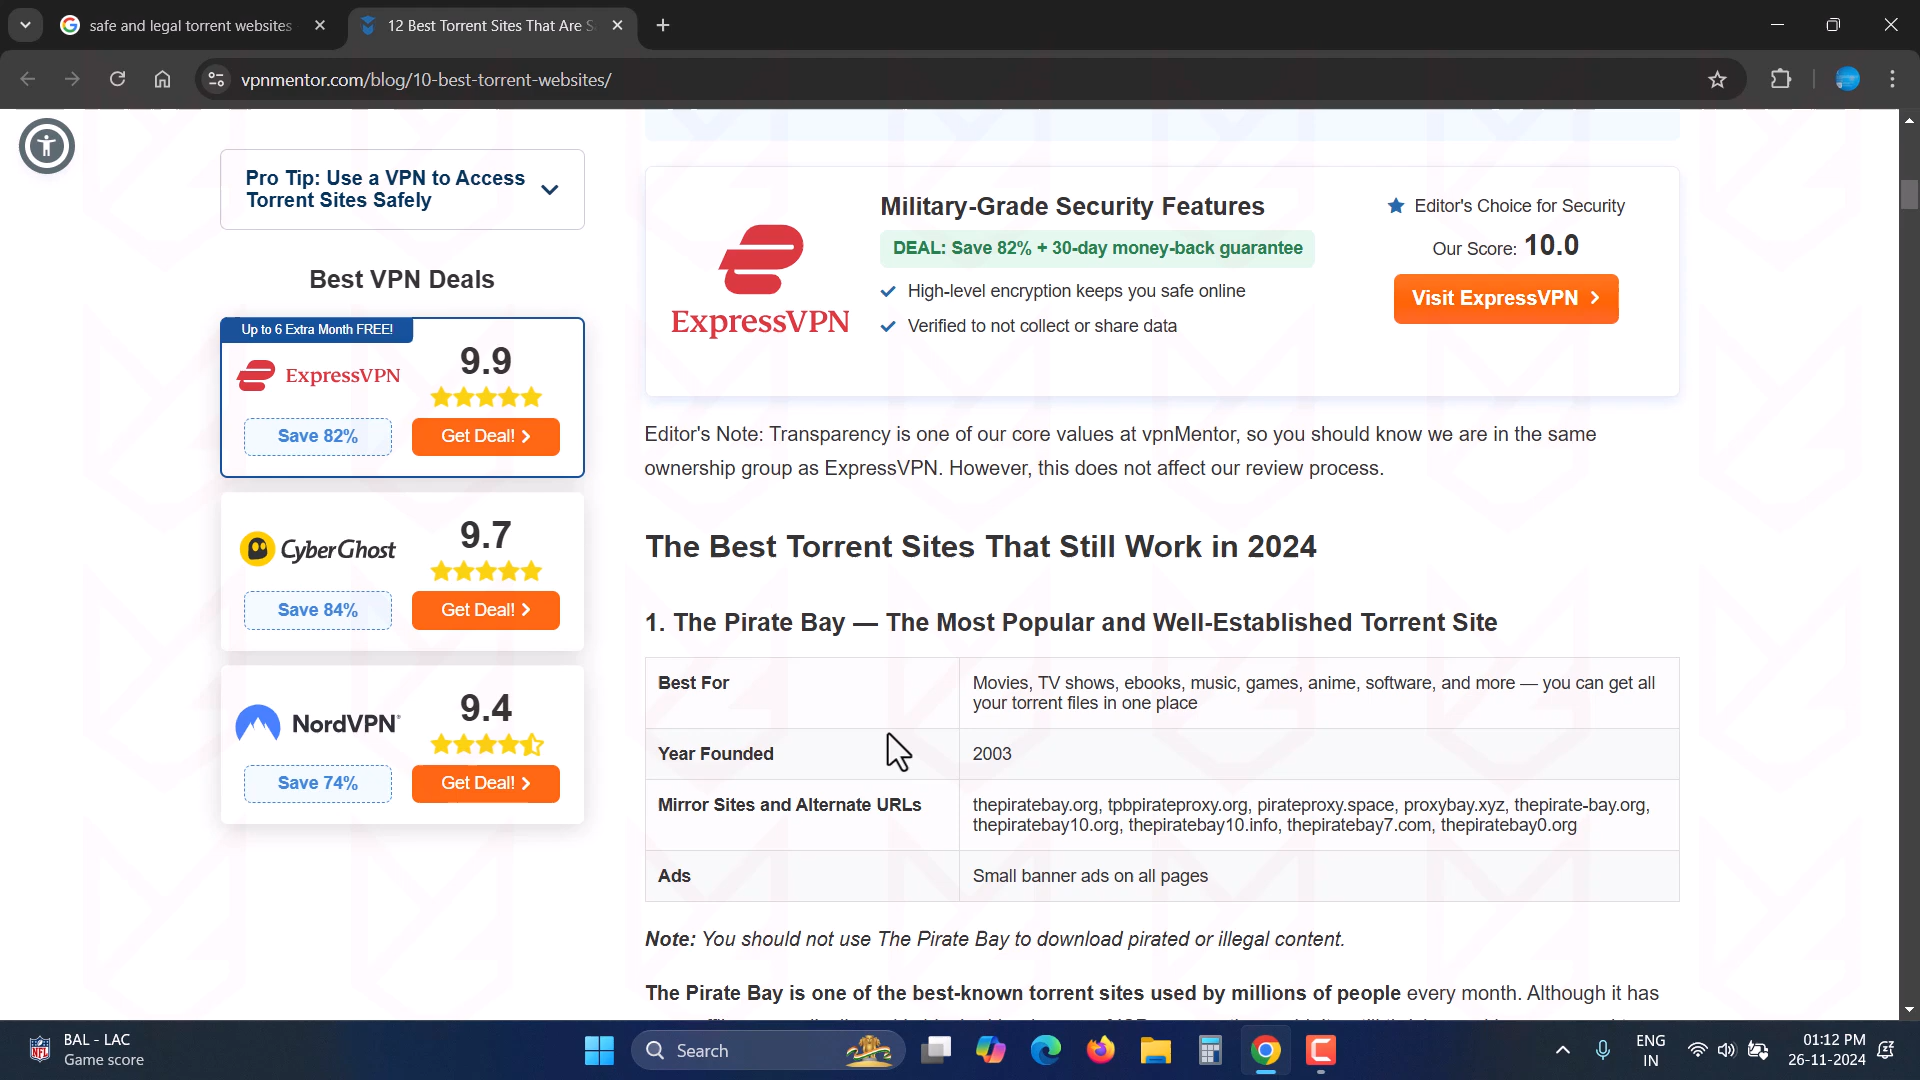 safe and legal torrent websites
12 Best Torrent Sites That Are S
vpnmentor.com/blog/10-best-torrent-websites/
Pro Tip: Use a VPN to Access
Torrent Sites Safely
Best VPN Deals
Up to 6 Extra Month FREE!
ExpressVPN
9.9
Save 82%
Get Deal!
CyberGhost
9.7
Save 84%
Get Deal!
NordVPN
9.4
Save 74%
Get Deal!
ExpressVPN
Military-Grade Security Features
DEAL: Save 82% + 30-day money-back guarantee
High-level encryption keeps you safe online
Verified to not collect or share data
Editor's Choice for Security
Our Score: 10.0
Visit ExpressVPN
Editor's Note: Transparency is one of our core values at vpnMentor, so you should know we are in the same
ownership group as ExpressVPN. However, this does not affect our review process.
The Best Torrent Sites That Still Work in 2024
1. The Pirate Bay — The Most Popular and Well-Established Torrent Site
Best For
Movies, TV shows, ebooks, music, games, anime, software, and more — you can get all
your torrent files in one place
Year Founded
2003
Mirror Sites and Alternate URLs
thepiratebay.org, tpbpirateproxy.org, pirateproxy.space, proxybay.xyz, thepirate-bay.org,
thepiratebay10.org, thepiratebay10.info, thepiratebay7.com, thepiratebay0.org
Ads
Small banner ads on all pages
Note: You should not use The Pirate Bay to download pirated or illegal content.
The Pirate Bay is one of the best-known torrent sites used by millions of people every month. Although it has
BAL - LAC
Game score
Search
ENG
IN
01:12 PM
26-11-2024